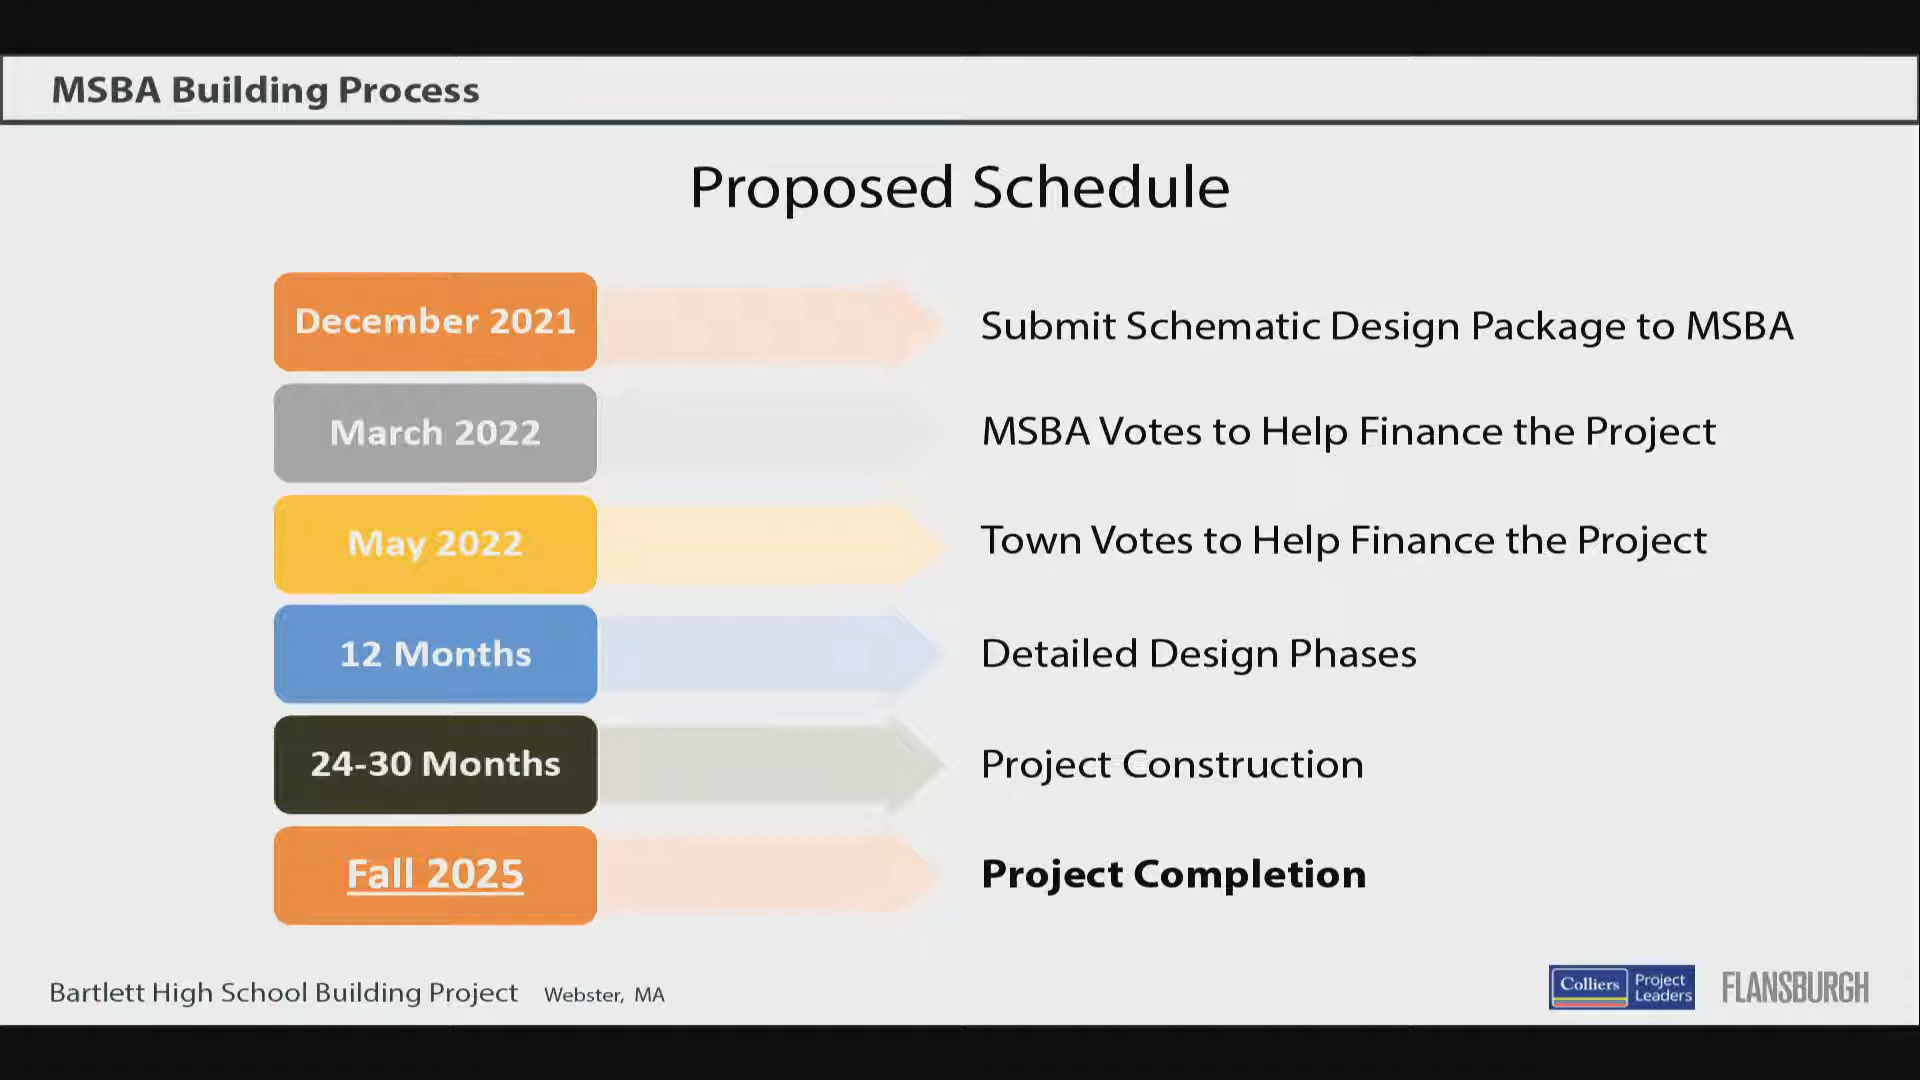 MSBA Building Process
Proposed Schedule
December 2021
Submit Schematic Design Package to MSBA
March 2022
MSBA Votes to Help Finance the Project
May 2022
Town Votes to Help Finance the Project
12 Months
Detailed Design Phases
24-30 Months
Project Construction
Fall 2025
Project Completion
Bartlett High School Building Project Webster, MA
Colliers
Project
Leaders
FLANSBURGH